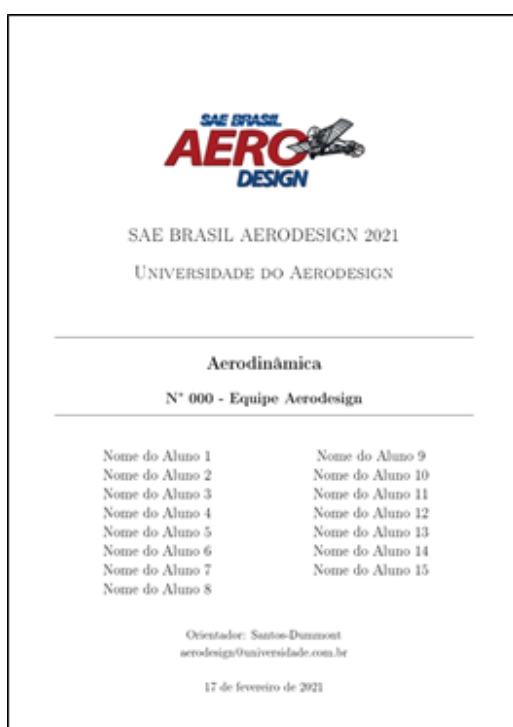 SAE BRASIL
AERO
DESIGN
SAE BRASIL AERODESIGN 2021
Universidade do Aerodesign
Aerodinâmica
N° 000 - Equipe Aerodesign
Nome do Aluno 1
Nome do Aluno 2
Nome do Aluno 3
Nome do Aluno 4
Nome do Aluno 5
Nome do Aluno 6
Nome do Aluno 7
Nome do Aluno 8
Nome do Aluno 9
Nome do Aluno 10
Nome do Aluno 11
Nome do Aluno 12
Nome do Aluno 13
Nome do Aluno 14
Nome do Aluno 15
Orientador: Santos-Dummont
aerodesign@universidade.com.br
17 de fevereiro de 2021